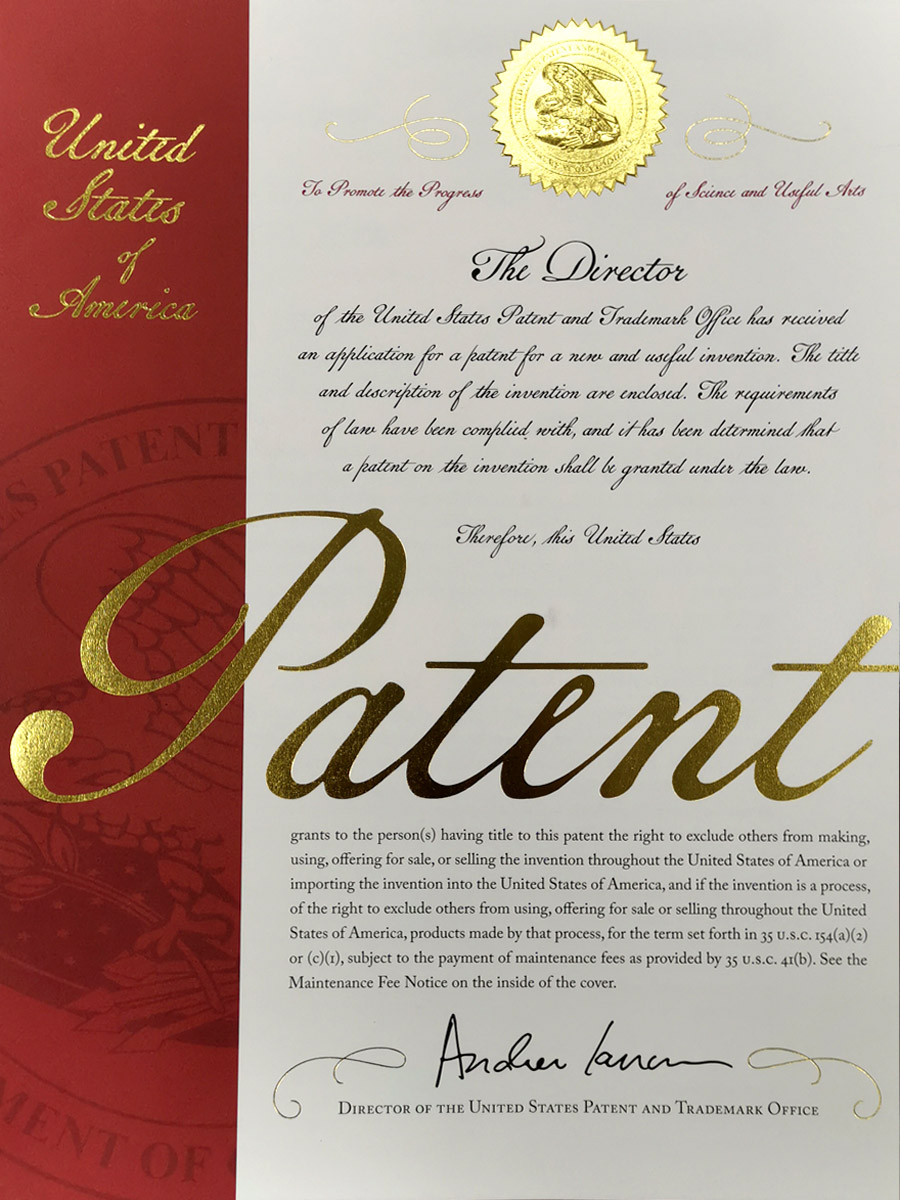 United
States
of
America
To Promote the Progress
of Science and Useful Arts
The Director
of the United States Patent and Trademark Office has received
an application for a patent for a new and useful invention. The title
and description of the invention are enclosed. The requirements
of law have been complied with, and it has been determined that
a patent on the invention shall be granted under the law.
Therefore, this United States
Patent
grants to the person(s) having title to this patent the right to exclude others from making,
using, offering for sale, or selling the invention throughout the United States of America or
importing the invention into the United States of America, and if the invention is a process,
of the right to exclude others from using, offering for sale or selling throughout the United
States of America, products made by that process, for the term set forth in 35 U.S.C. 154(a)(2)
or (c)(1), subject to the payment of maintenance fees as provided by 35 U.S.C. 41(b). See the
Maintenance Fee Notice on the inside of the cover.
Andrei Iancu
Director of the United States Patent and Trademark Office
ES PATENT
MENT OF